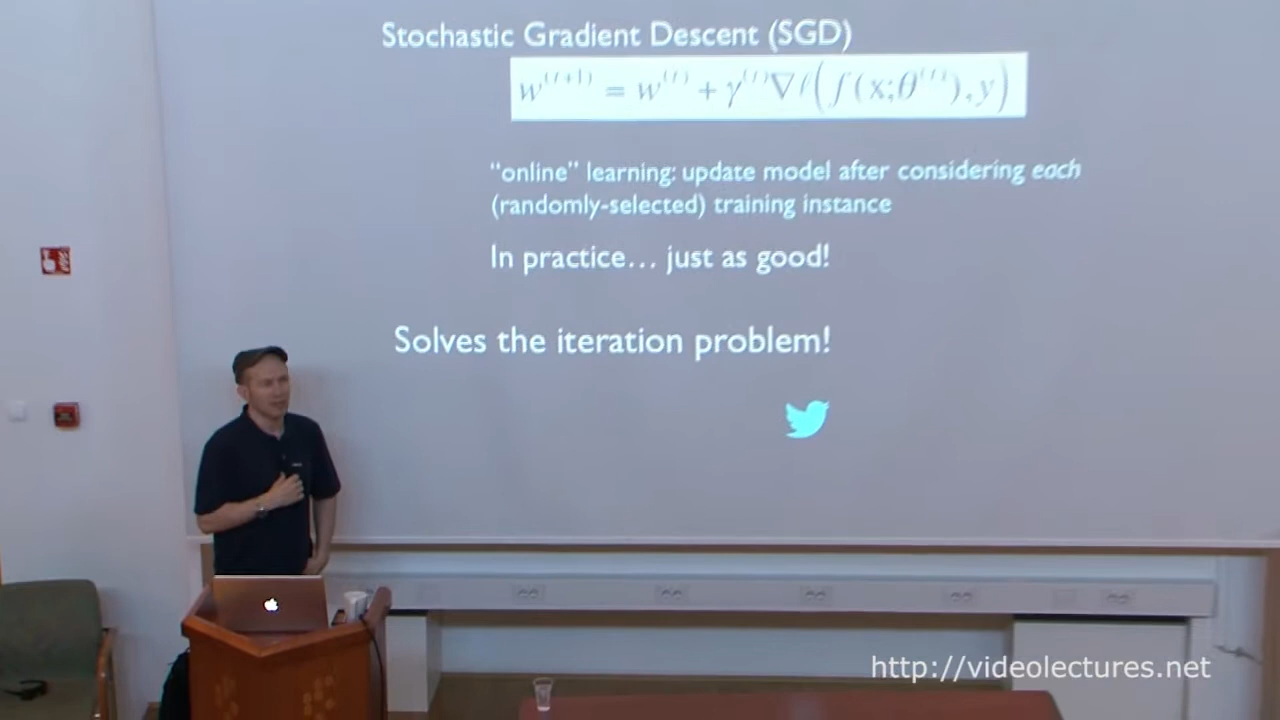 Stochastic Gradient Descent (SGD)
w^{(t+1)} = w^{(t)} + γ^{(t)}∇ℓ(f(x;θ^{(t)}),y)
“online” learning: update model after considering each
(randomly-selected) training instance
In practice… just as good!
Solves the iteration problem!
http://videolectures.net